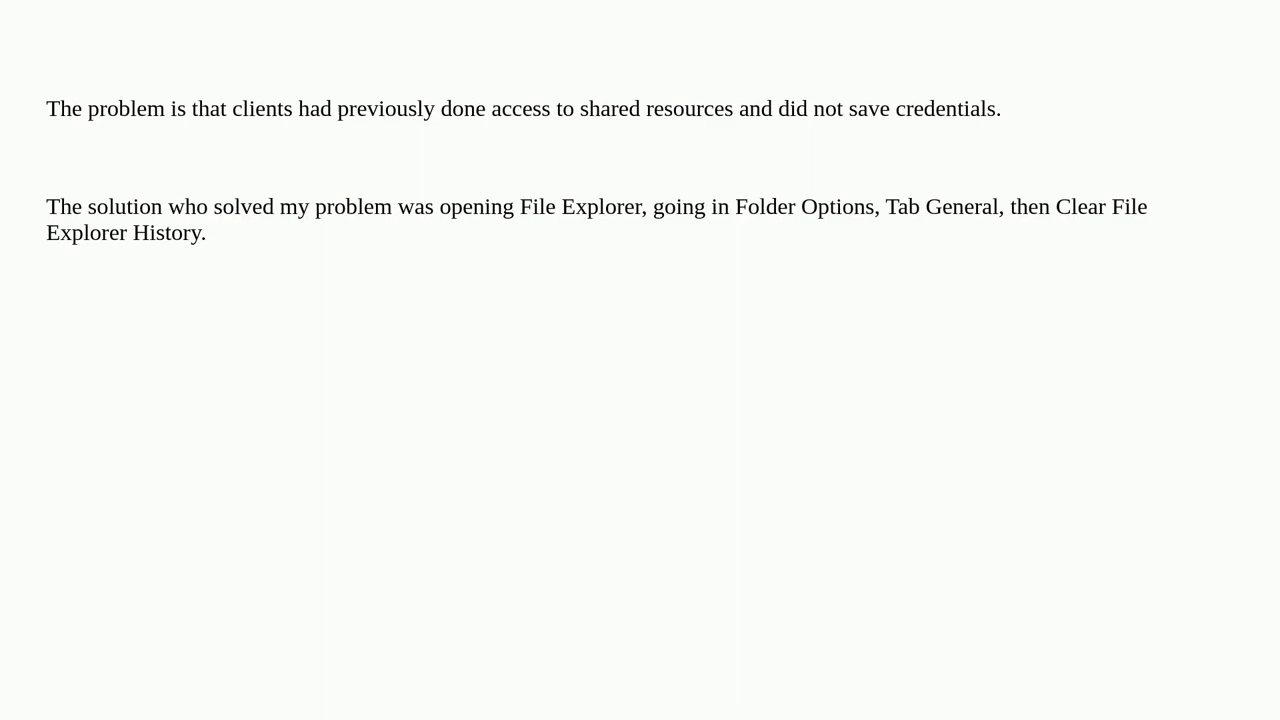 The problem is that clients had previously done access to shared resources and did not save credentials.
The solution who solved my problem was opening File Explorer, going in Folder Options, Tab General, then Clear File
Explorer History.